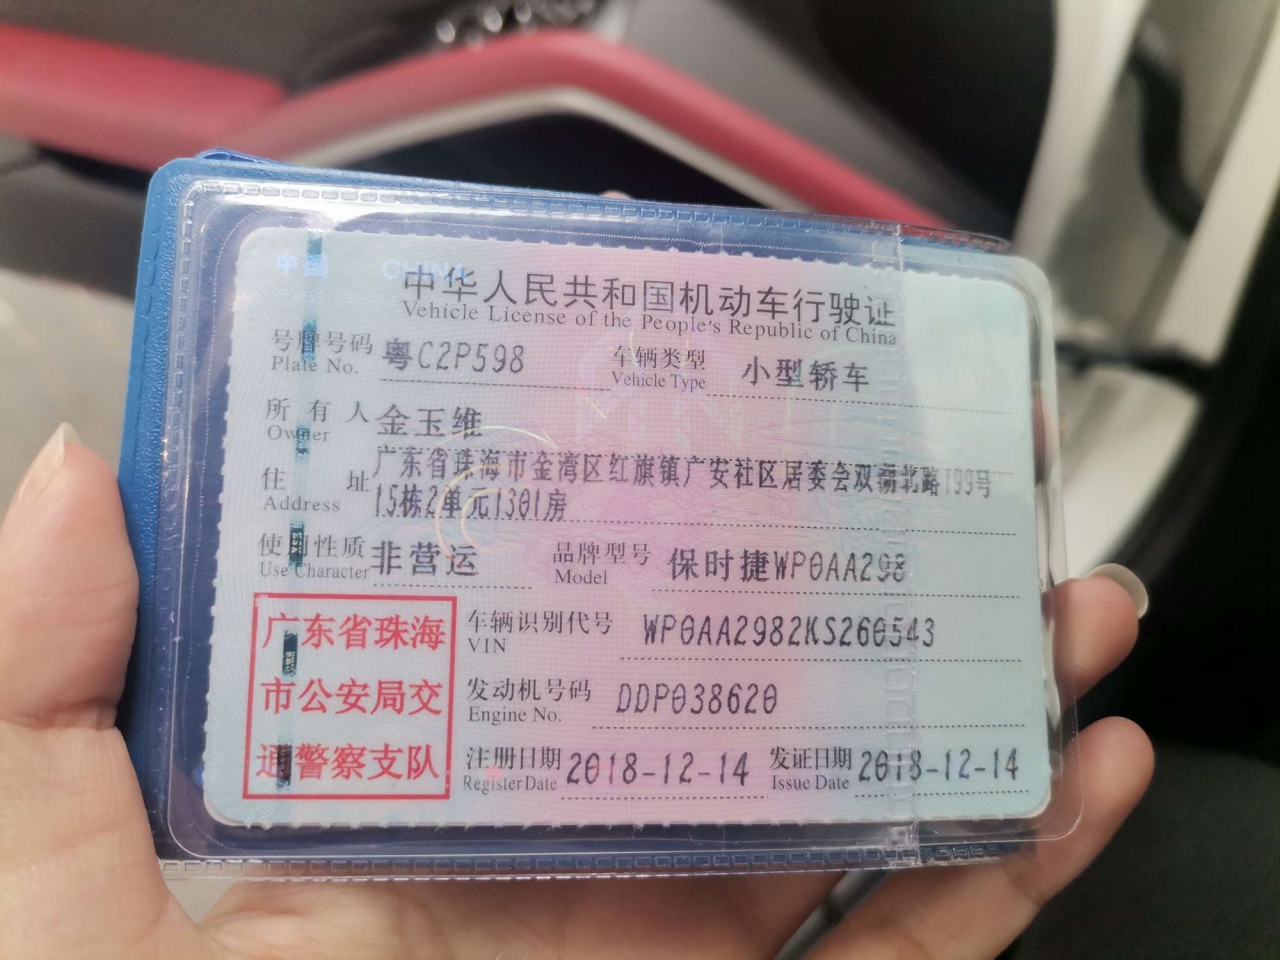 中国 CHINA
中华人民共和国机动车行驶证
Vehicle License of the People's Republic of China
号牌号码 粤C2P598 车辆类型 小型轿车
Plate No. Vehicle Type
所有人 金玉维
Owner
住址 广东省珠海市金湾区红旗镇广安社区居委会双湖北路199号
Address 15栋2单元1301房
使用性质 非营运 品牌型号 保时捷WP0AA298
Use Character Model
广东省珠海 车辆识别代号 WP0AA2982KS260543
VIN
市公安局交 发动机号码 DDP038620
Engine No.
通警察支队 注册日期 2018-12-14 发证日期 2018-12-14
Register Date Issue Date